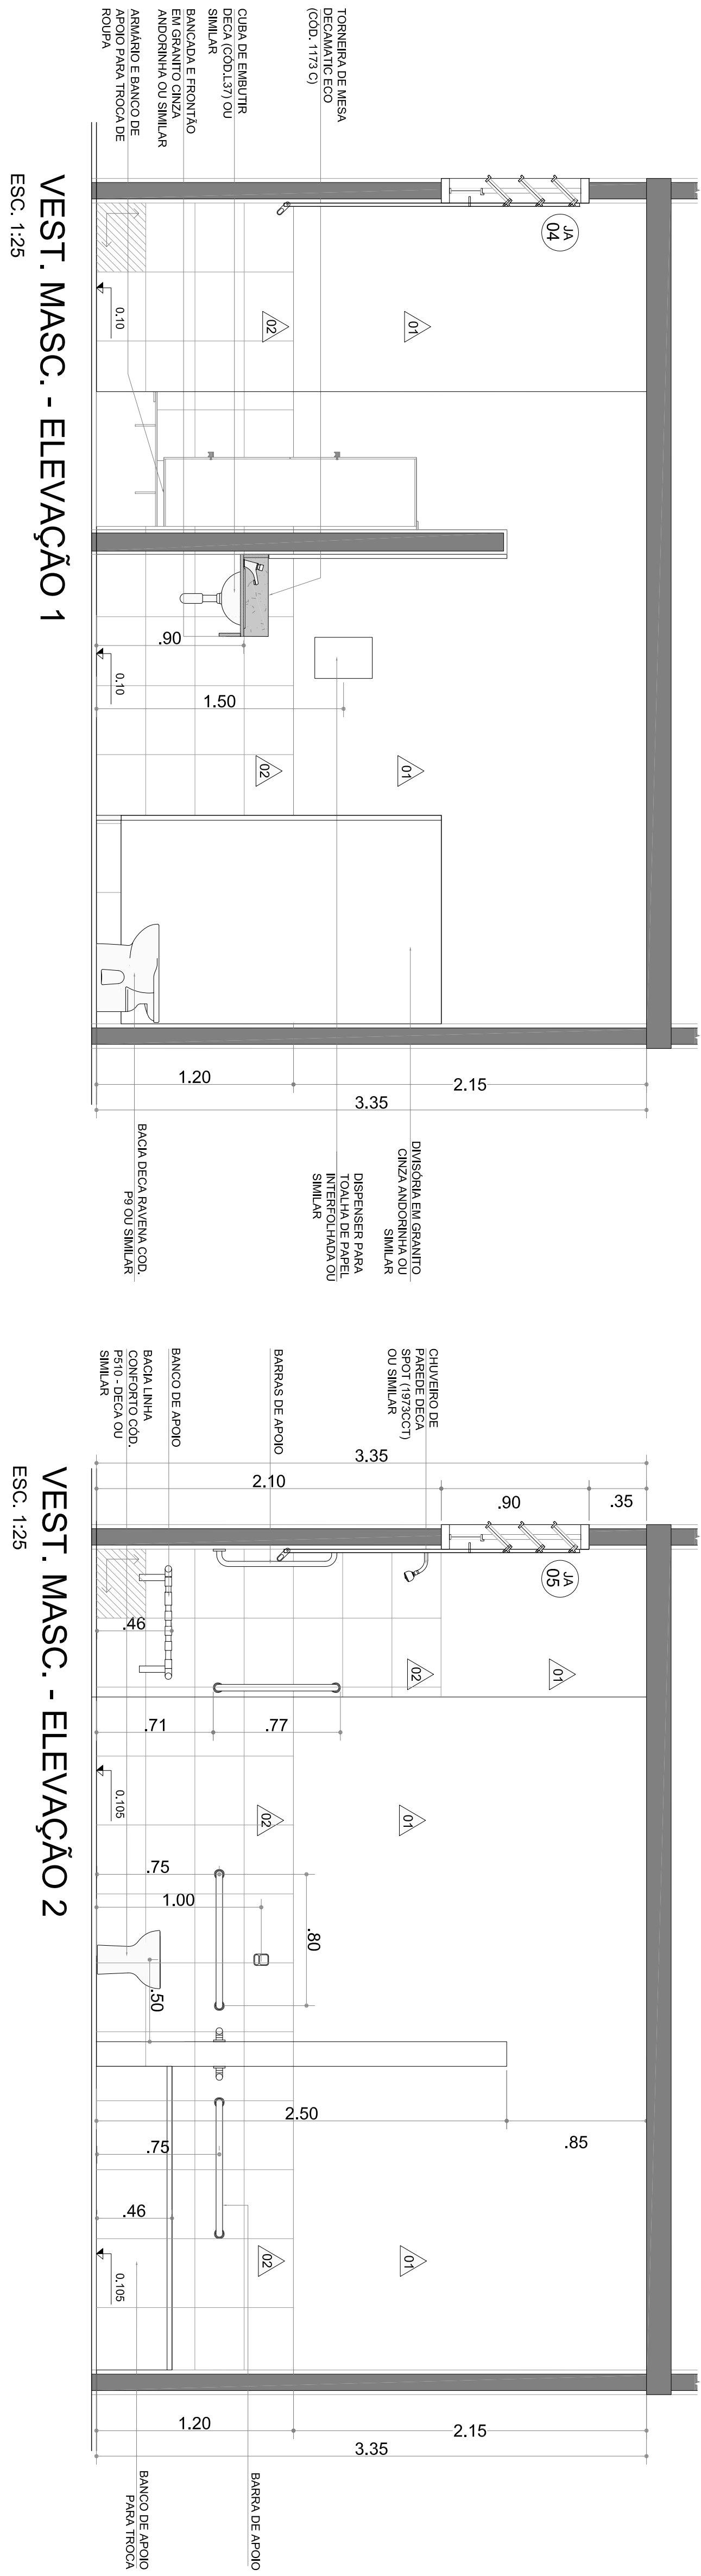 TORNEIRA DE MESA
DECAMATIC ECO
(CÓD. 1173 C)
CUBA DE EMBUTIR
DECA (CÓD.L37) OU
SIMILAR
BANCADA E FRONTÃO
EM GRANITO CINZA
ANDORINHA OU SIMILAR
ARMÁRIO E BANCO DE
APOIO PARA TROCA DE
ROUPA
JA
04
01
02
0.10
.90
0.10
1.50
01
02
1.20
2.15
3.35
DIVISÓRIA EM GRANITO
CINZA ANDORINHA OU
SIMILAR
DISPENSER PARA
TOALHA DE PAPEL
INTERFOLHADA OU
SIMILAR
BACIA DECA RAVENA COD.
P9 OU SIMILAR
VEST. MASC. - ELEVAÇÃO 1
ESC. 1:25
CHUVEIRO DE
PAREDE DECA
SPOT (1973CCT)
OU SIMILAR
BARRAS DE APOIO
BANCO DE APOIO
BACIA LINHA
CONFORTO CÓD.
P510 - DECA OU
SIMILAR
3.35
2.10
.90
.35
JA
05
01
02
.46
.71
.77
0.105
01
02
.75
1.00
.80
.50
2.50
.85
.75
.46
0.105
01
02
1.20
2.15
3.35
BARRA DE APOIO
BANCO DE APOIO
PARA TROCA
VEST. MASC. - ELEVAÇÃO 2
ESC. 1:25